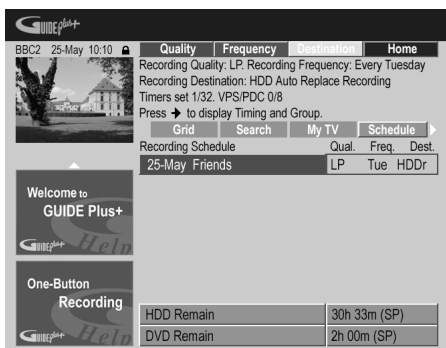 GUIDE Plus+
BBC2 25-May 10:10
Quality Frequency Destination Home
Recording Quality: LP. Recording Frequency: Every Tuesday
Recording Destination: HDD Auto Replace Recording
Timers set 1/32. VPS/PDC 0/8
Press → to display Timing and Group.
Grid Search My TV Schedule
Recording Schedule Qual. Freq. Dest.
25-May Friends LP Tue HDDr
Welcome to
GUIDE Plus+
GUIDE Plus+ Help
One-Button
Recording
GUIDE Plus+ Help
HDD Remain 30h 33m (SP)
DVD Remain 2h 00m (SP)